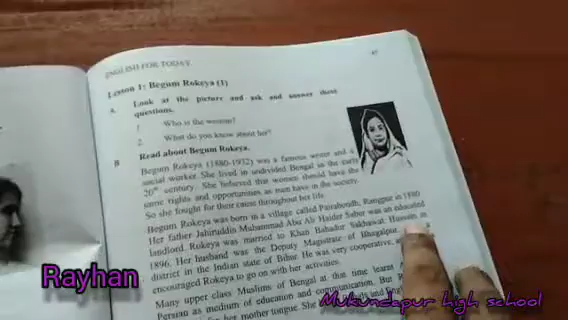 ENGLISH FOR TODAY
Lesson 1: Begum Rokeya (1)
A. Look at the picture and ask and answer these
questions.
1. Who is the woman?
2. What do you know about her?
B Read about Begum Rokeya.
Begum Rokeya (1880-1932) was a famous writer and a
social worker. She lived in undivided Bengal in the early
20th century. She believed that women should have the
same rights and opportunities as men have in the society.
So she fought for their cause throughout her life.
Begum Rokeya was born in a village called Pairabondh, Rangpur in 1880
Her father Jahiruddin Muhammad Abu Ali Haider Saber was an educated
landlord. Rokeya was married to Khan Bahadur Sakhawat Hussain in
1896. Her husband was the Deputy Magistrate of Bhagalpur,
district in the Indian state of Bihar. He was very cooperative,
encouraged Rokeya to go on with her activities.
Many upper class Muslims of Bengal at that time learnt
Persian as medium of education and communication. But
for her mother tongue. She
Rayhan
Mukundapur high school